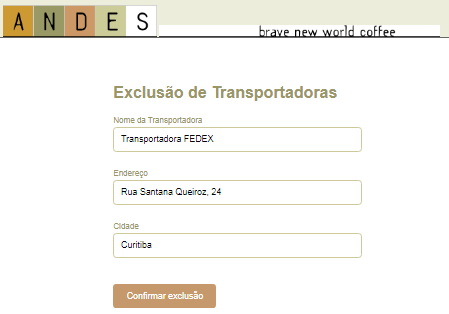 ANDES
brave new world coffee
Exclusão de Transportadoras
Nome da Transportadora
Transportadora FEDEX
Endereço
Rua Santana Queiroz, 24
Cidade
Curitiba
Confirmar exclusão